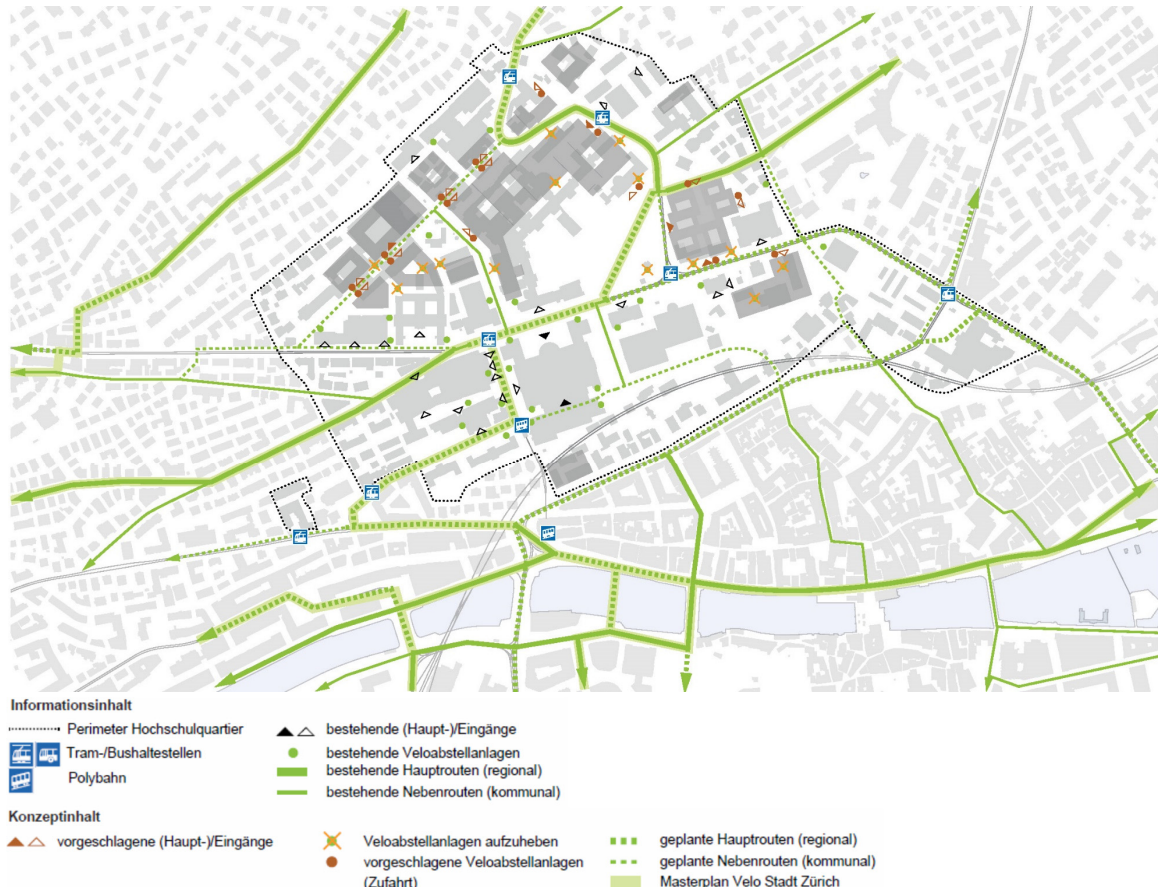 Informationsinhalt
Perimeter Hochschulquartier
Tram-/Bushaltestellen
Polybahn
bestehende (Haupt-)/Eingänge
bestehende Veloabstellanlagen
bestehende Hauptrouten (regional)
bestehende Nebenrouten (kommunal)
Konzeptinhalt
vorgeschlagene (Haupt-)/Eingänge
Veloabstellanlagen aufzuheben
vorgeschlagene Veloabstellanlagen
(Zufahrt)
geplante Hauptrouten (regional)
geplante Nebenrouten (kommunal)
Masterplan Velo Stadt Zürich